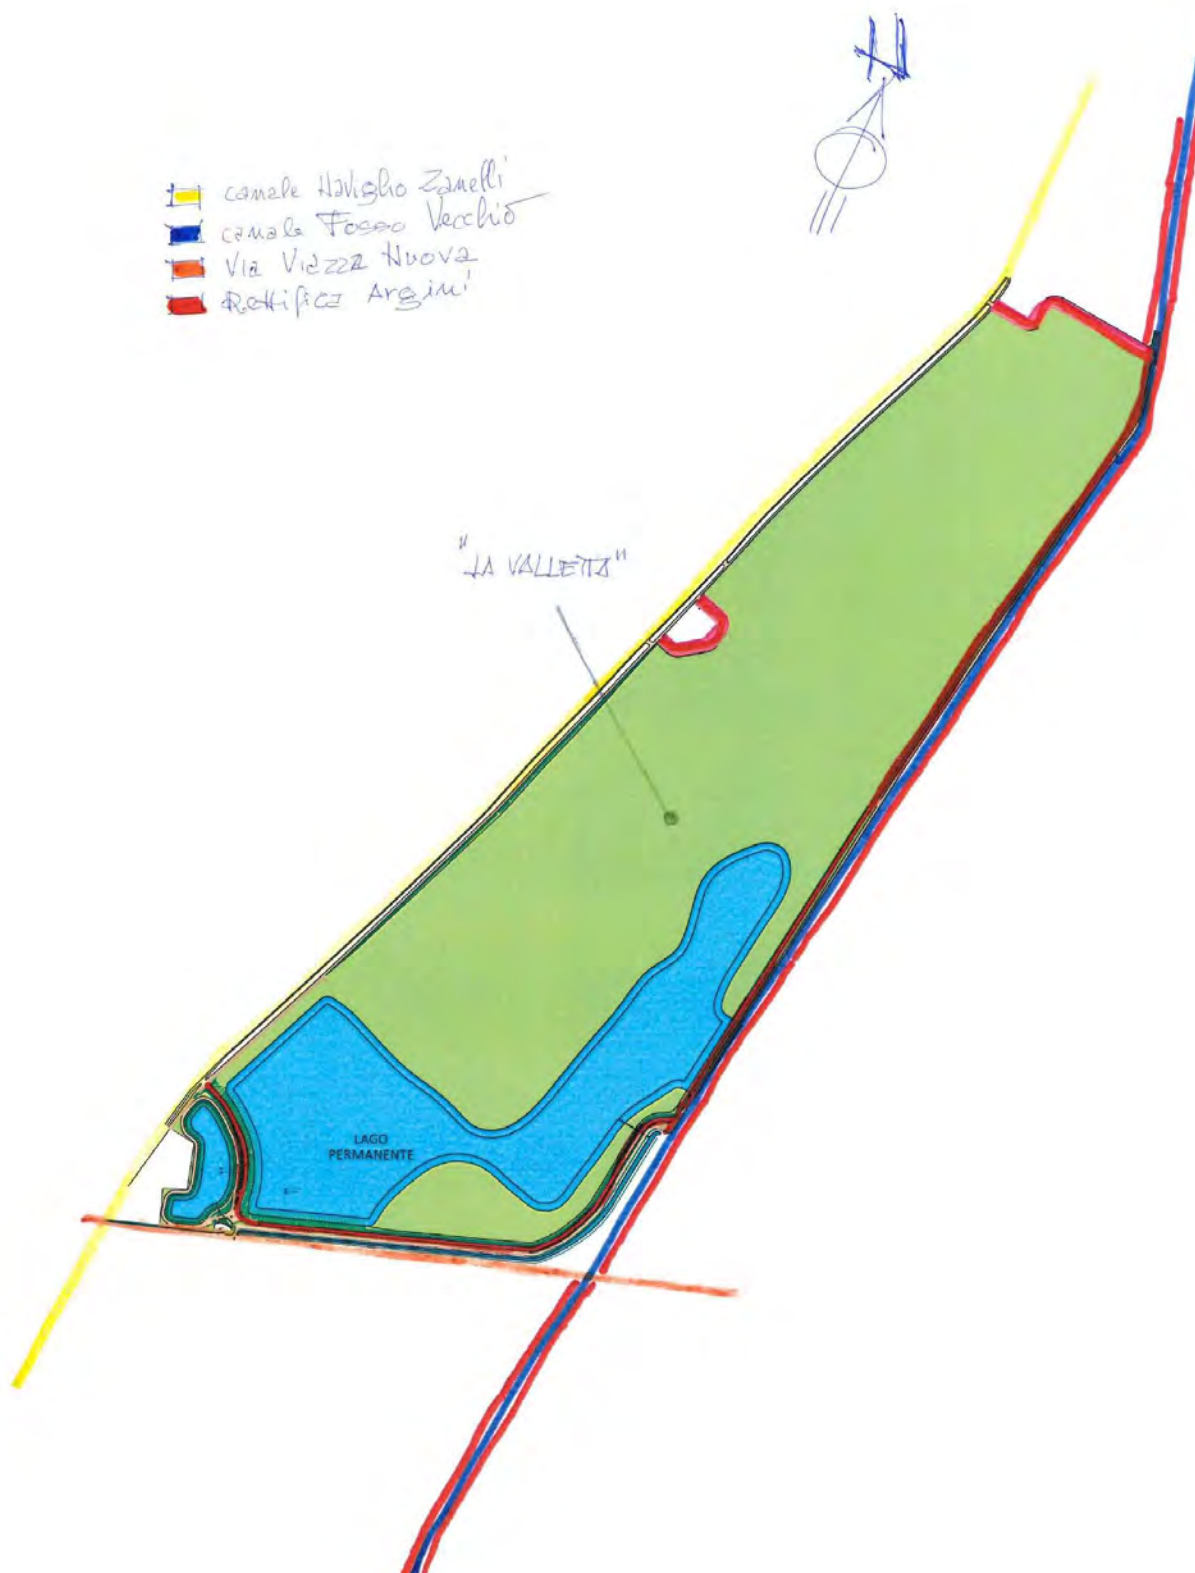 N
canale Naviglio Zanelli
canale Fosso Vecchio
Via Viazza Nuova
Rettifica Argini
"LA VALLETTA"
LAGO
PERMANENTE